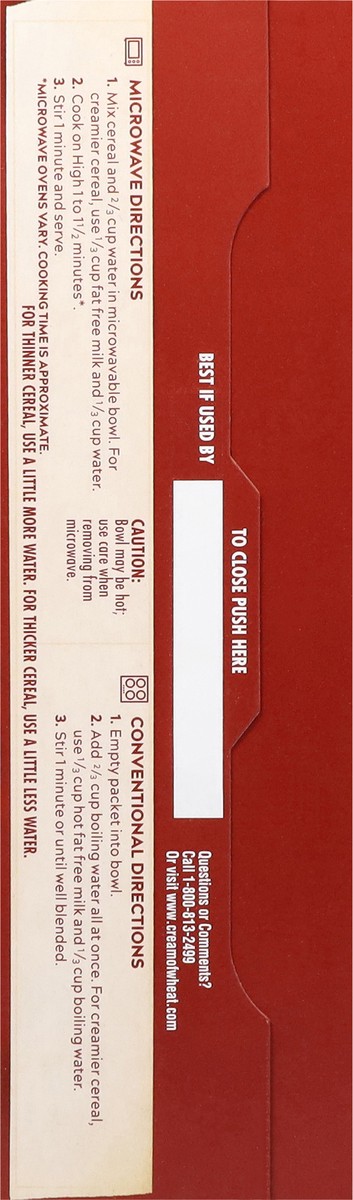 TO CLOSE PUSH HERE
BEST IF USED BY
Questions or Comments?
Call 1-800-813-2499
Or visit www.creamofwheat.com
MICROWAVE DIRECTIONS
1. Mix cereal and 2/3 cup water in microwavable bowl. For
creamier cereal, use 1/3 cup fat free milk and 1/3 cup water.
2. Cook on High 1 to 1 1/2 minutes*.
3. Stir 1 minute and serve.
*MICROWAVE OVENS VARY. COOKING TIME IS APPROXIMATE.
CAUTION:
Bowl may be hot;
use care when
removing from
microwave.
CONVENTIONAL DIRECTIONS
1. Empty packet into bowl.
2. Add 2/3 cup boiling water all at once. For creamier cereal,
use 1/3 cup hot fat free milk and 1/3 cup boiling water.
3. Stir 1 minute or until well blended.
FOR THINNER CEREAL, USE A LITTLE MORE WATER. FOR THICKER CEREAL, USE A LITTLE LESS WATER.